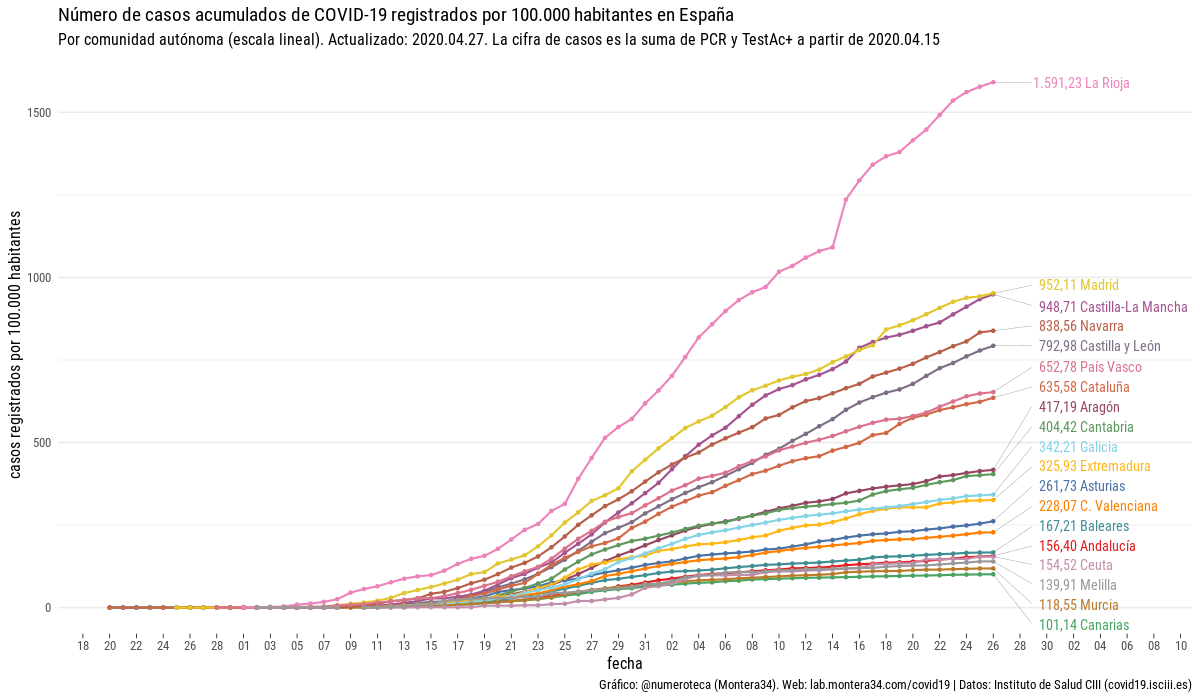 Número de casos acumulados de COVID-19 registrados por 100.000 habitantes en España
Por comunidad autónoma (escala lineal). Actualizado: 2020.04.27. La cifra de casos es la suma de PCR y TestAc+ a partir de 2020.04.15
casos registrados por 100.000 habitantes
1500
1000
500
0
1.591,23 La Rioja
952,11 Madrid
948,71 Castilla-La Mancha
838,56 Navarra
792,98 Castilla y León
652,78 País Vasco
635,58 Cataluña
417,19 Aragón
404,42 Cantabria
342,21 Galicia
325,93 Extremadura
261,73 Asturias
228,07 C. Valenciana
167,21 Baleares
156,40 Andalucía
154,52 Ceuta
139,91 Melilla
118,55 Murcia
101,14 Canarias
18 20 22 24 26 28 01 03 05 07 09 11 13 15 17 19 21 23 25 27 29 31 02 04 06 08 10 12 14 16 18 20 22 24 26 28 30 02 04 06 08 10
fecha
Gráfico: @numeroteca (Montera34). Web: lab.montera34.com/covid19 | Datos: Instituto de Salud CIII (covid19.isciii.es)